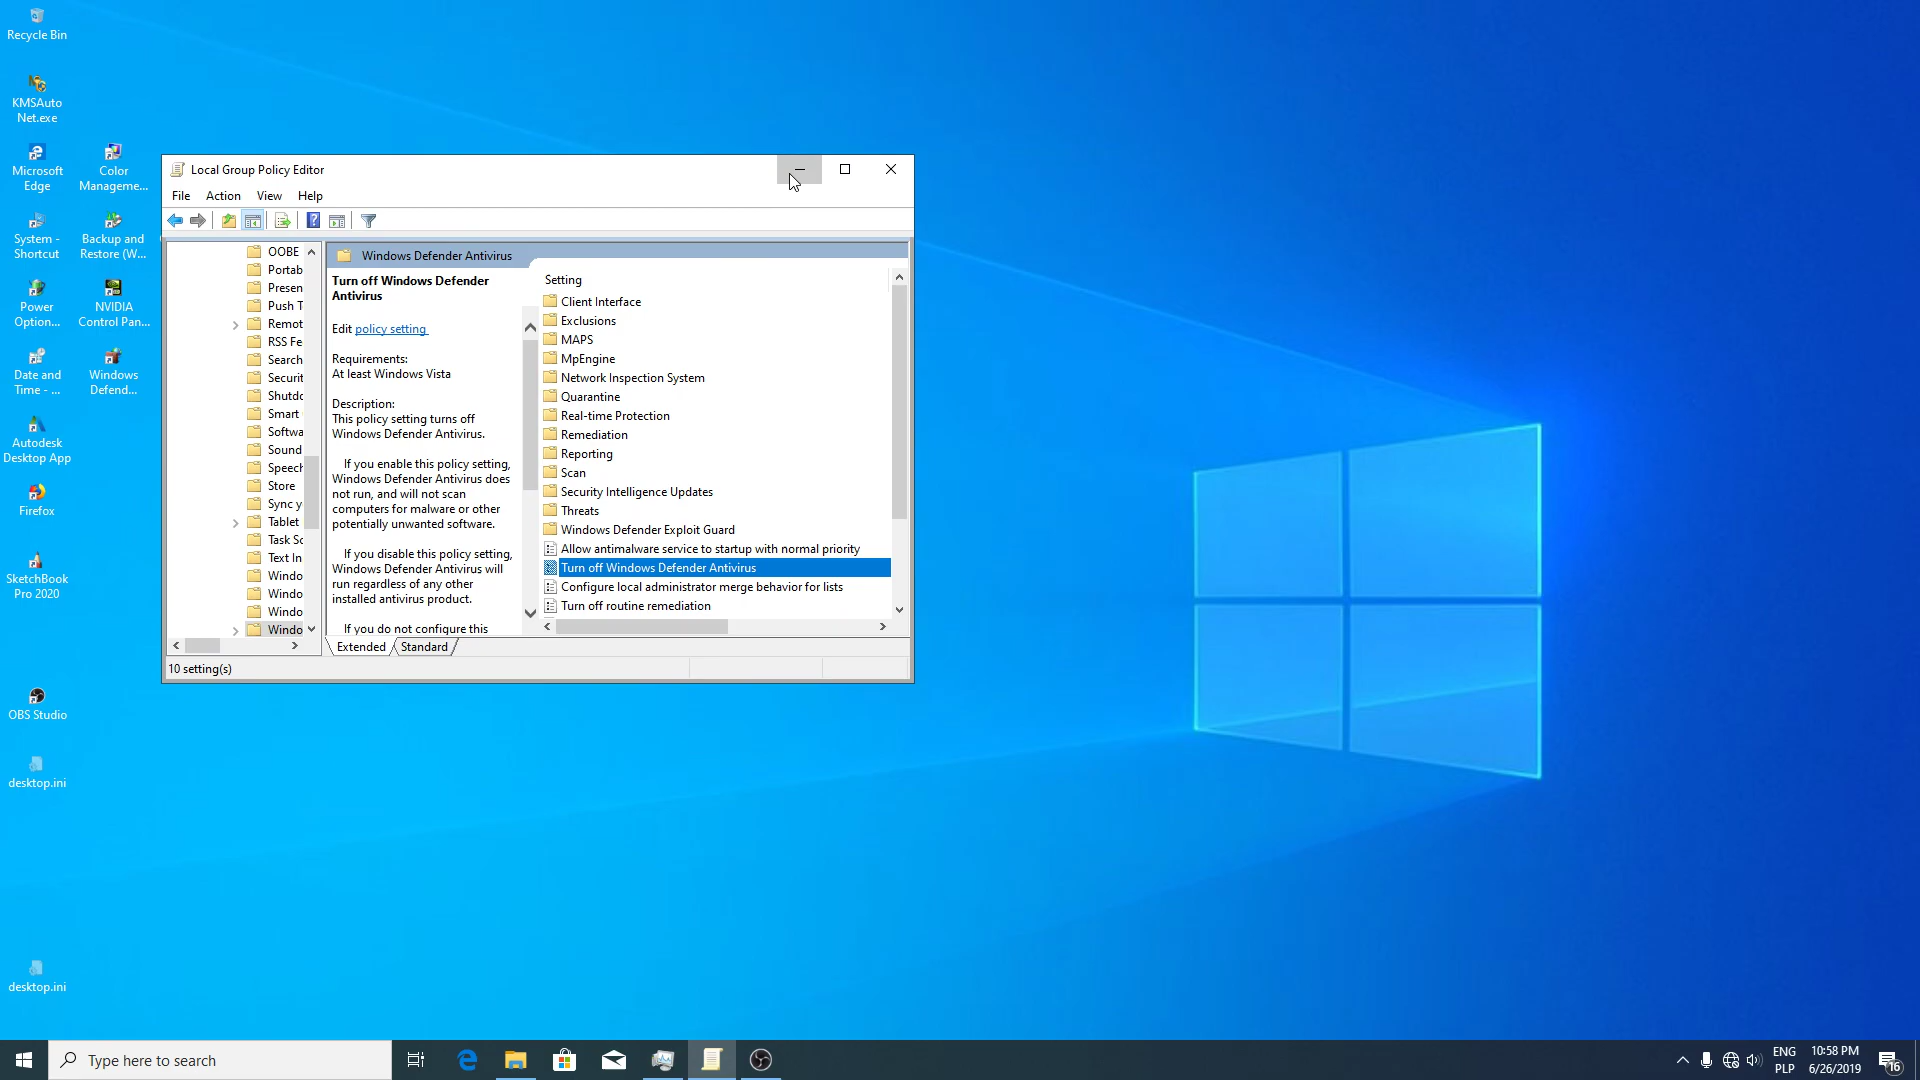 Recycle Bin
KMSAuto
Net.exe
Microsoft
Edge
Color
Manageme...
System -
Shortcut
Backup and
Restore (W...
Power
Option...
NVIDIA
Control Pan...
Date and
Time - ...
Windows
Defend...
Autodesk
Desktop App
Firefox
SketchBook
Pro 2020
OBS Studio
desktop.ini
desktop.ini
Local Group Policy Editor
File Action View Help
OOBE
Portab
Presen
Push T
Remot
RSS Fe
Search
Securit
Shutdo
Smart
Softwa
Sound
Speech
Store
Sync y
Tablet
Task Sc
Text In
Windo
Windo
Windo
Windo
Windows Defender Antivirus
Turn off Windows Defender
Antivirus
Edit policy setting
Requirements:
At least Windows Vista
Description:
This policy setting turns off
Windows Defender Antivirus.
If you enable this policy setting,
Windows Defender Antivirus does
not run, and will not scan
computers for malware or other
potentially unwanted software.
If you disable this policy setting,
Windows Defender Antivirus will
run regardless of any other
installed antivirus product.
If you do not configure this
Setting
Client Interface
Exclusions
MAPS
MpEngine
Network Inspection System
Quarantine
Real-time Protection
Remediation
Reporting
Scan
Security Intelligence Updates
Threats
Windows Defender Exploit Guard
Allow antimalware service to startup with normal priority
Turn off Windows Defender Antivirus
Configure local administrator merge behavior for lists
Turn off routine remediation
Extended Standard
10 setting(s)
Type here to search
ENG
PLP
10:58 PM
6/26/2019
16